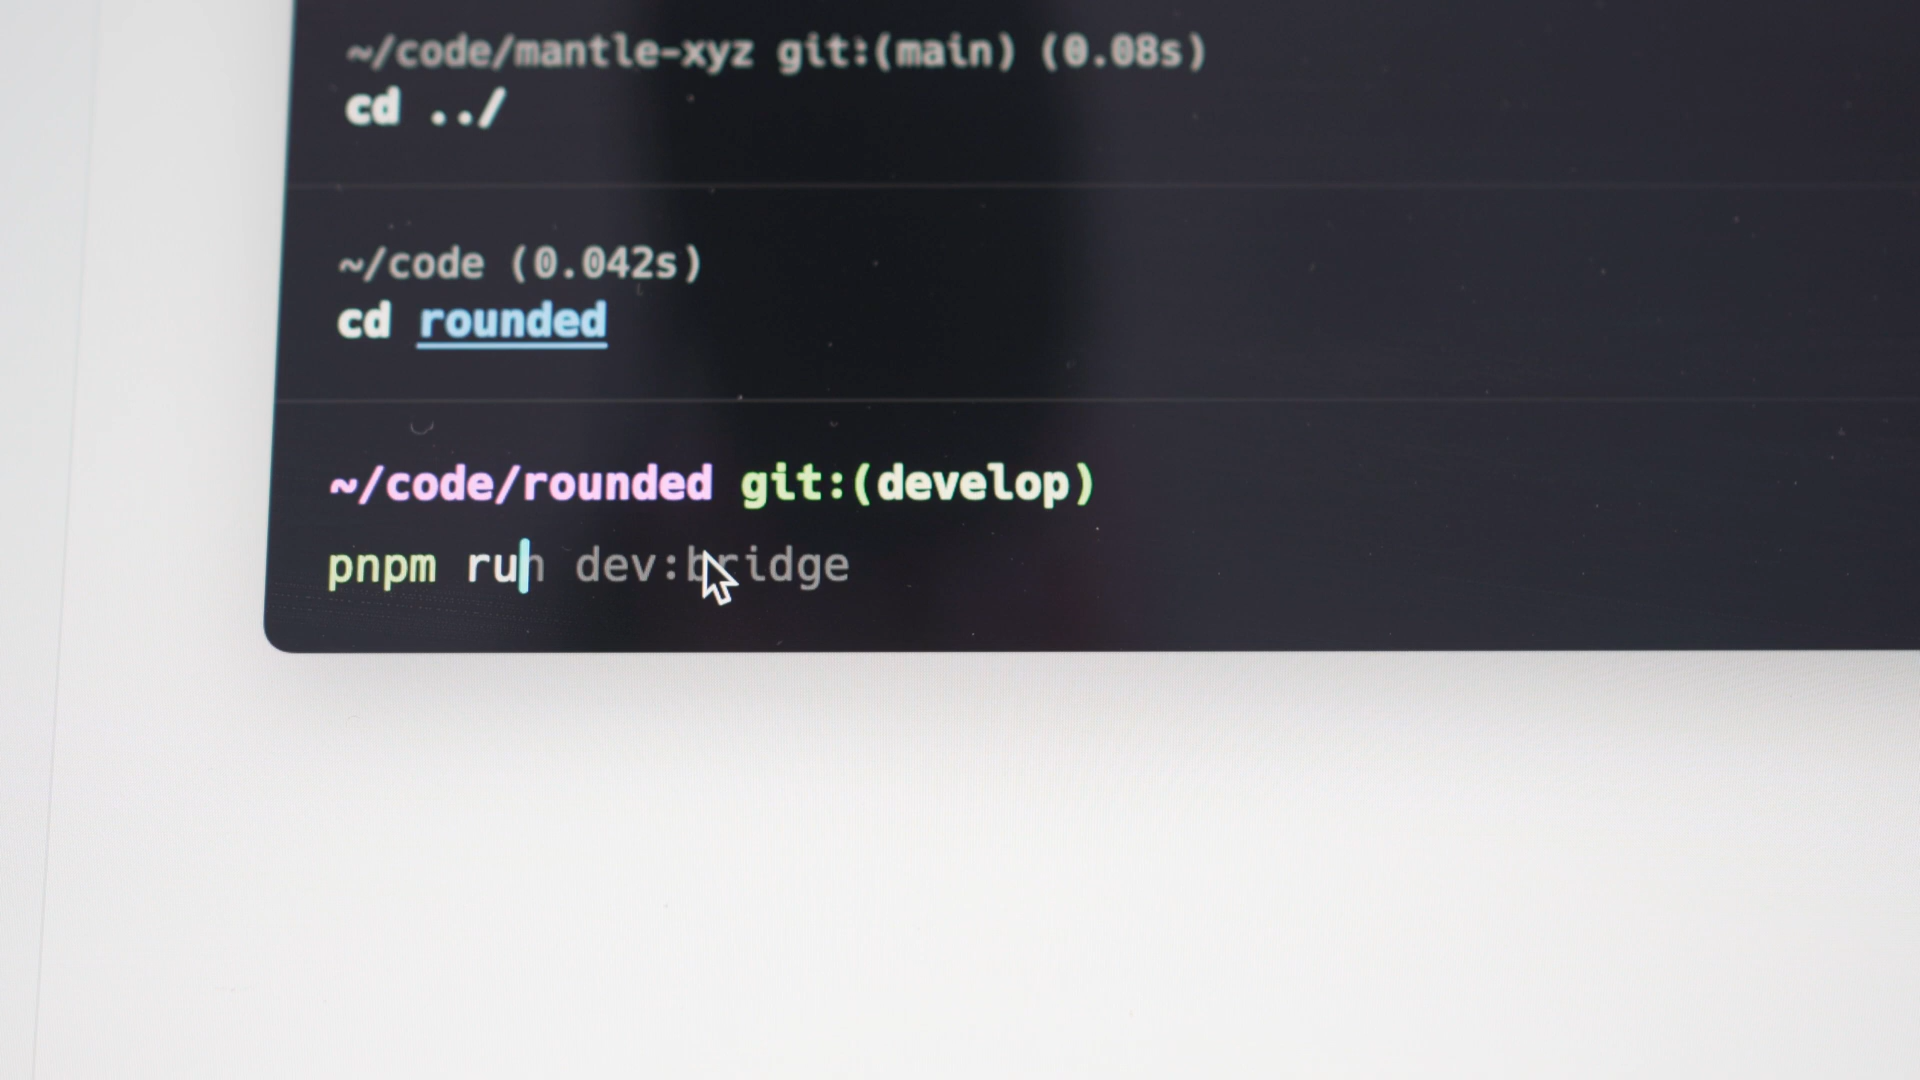 ~/code/mantle-xyz git:(main) (0.08s)
cd ../
~/code (0.042s)
cd rounded
~/code/rounded git:(develop)
pnpm run dev:bridge